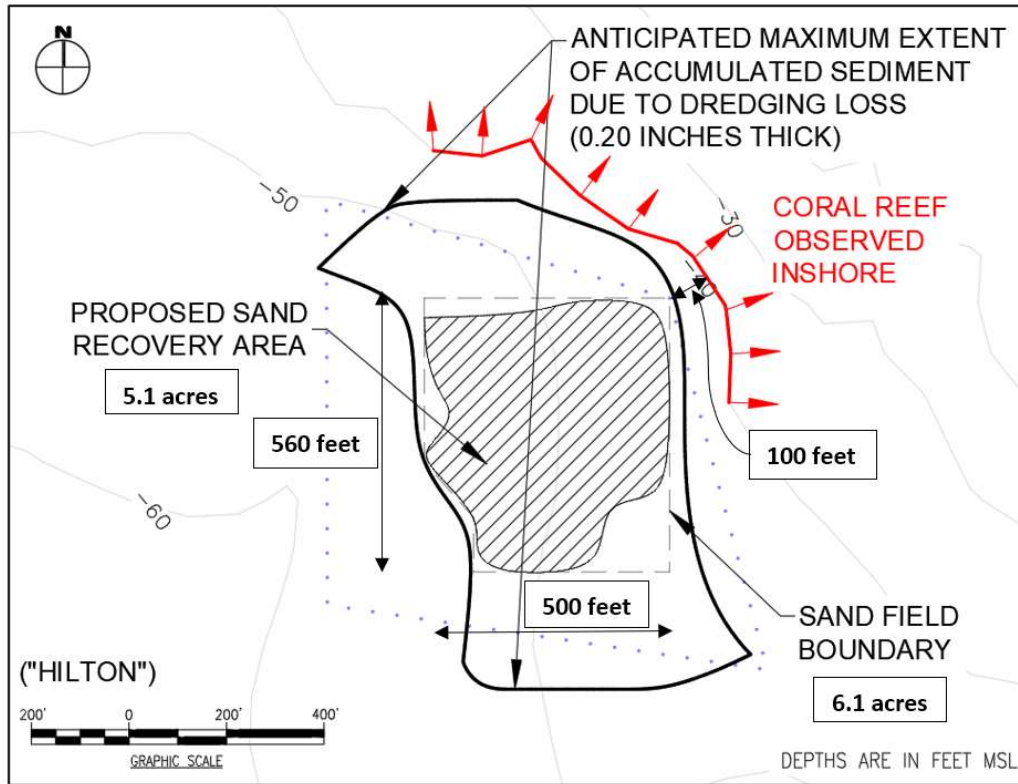 N
ANTICIPATED MAXIMUM EXTENT
OF ACCUMULATED SEDIMENT
DUE TO DREDGING LOSS
(0.20 INCHES THICK)
-50
-30
CORAL REEF
OBSERVED
INSHORE
-40
PROPOSED SAND
RECOVERY AREA
5.1 acres
560 feet
100 feet
-60
500 feet
SAND FIELD
BOUNDARY
6.1 acres
("HILTON")
200' 0 200' 400'
GRAPHIC SCALE
DEPTHS ARE IN FEET MSL